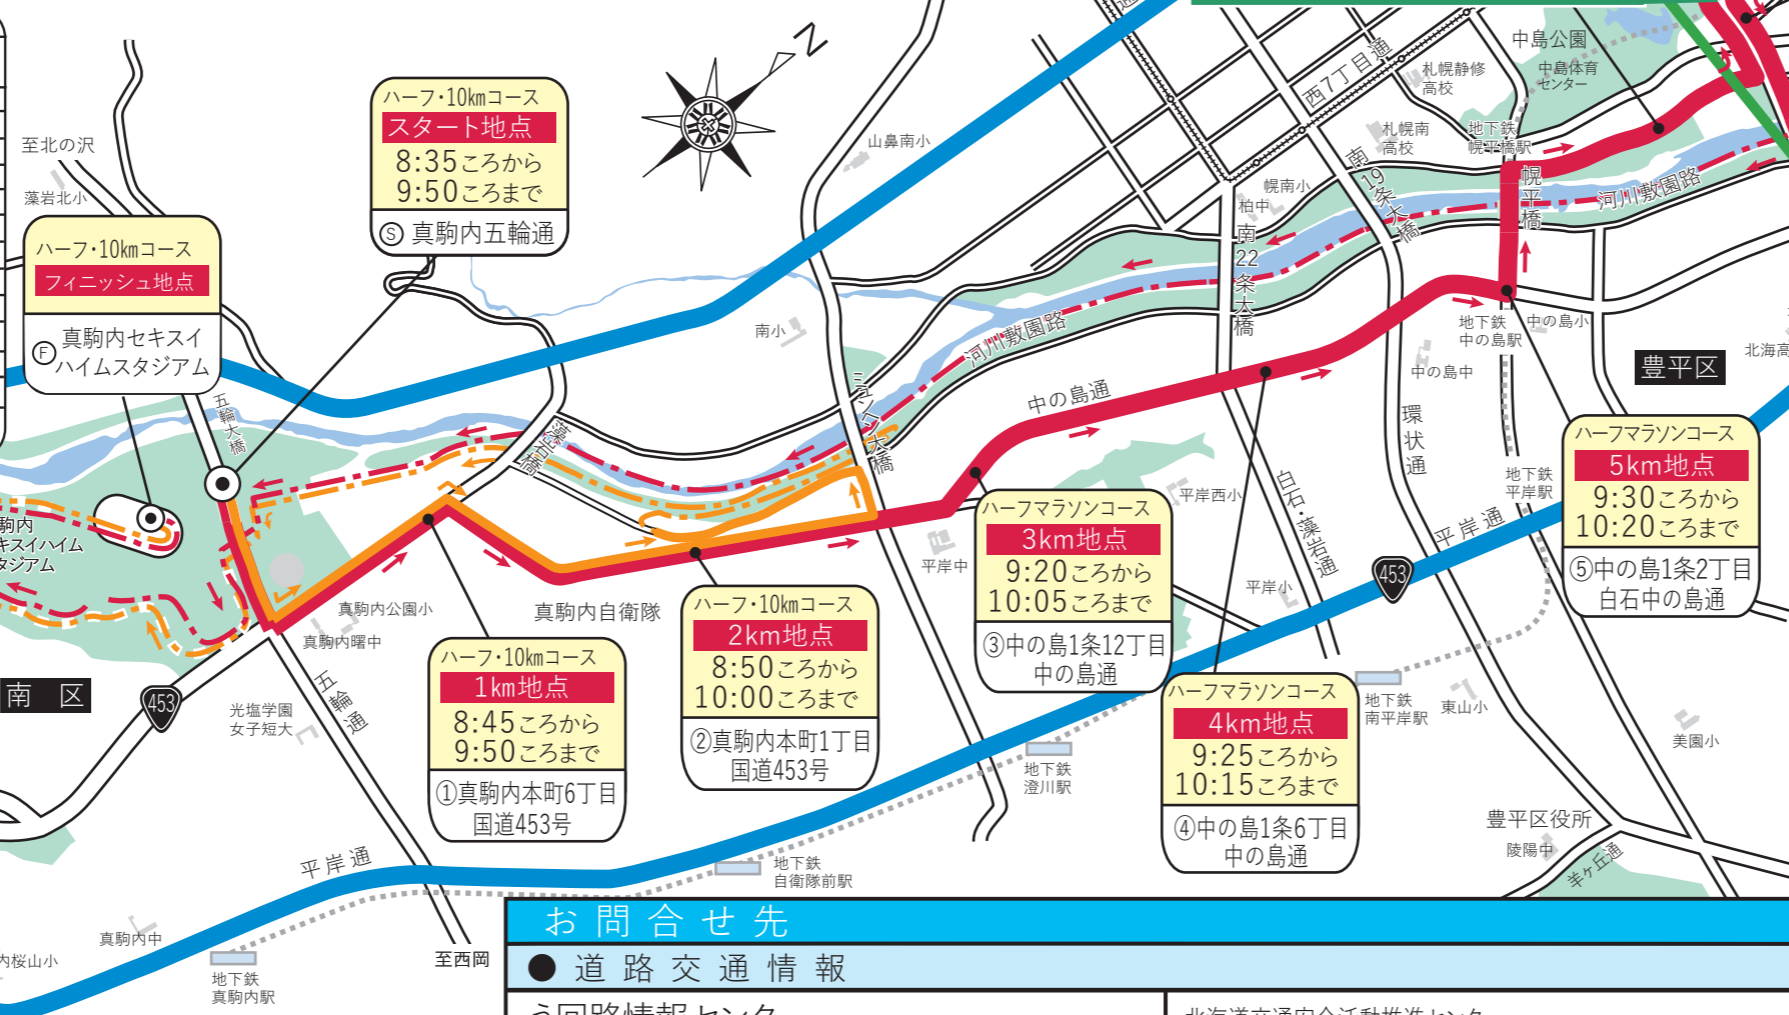 ハーフ・10kmコース
スタート地点
8:35ころから
9:50ころまで
Ⓢ 真駒内五輪通
ハーフ・10kmコース
フィニッシュ地点
Ⓕ 真駒内セキスイ
ハイムスタジアム
ハーフ・10kmコース
1km地点
8:45ころから
9:50ころまで
①真駒内本町6丁目
国道453号
ハーフ・10kmコース
2km地点
8:50ころから
10:00ころまで
②真駒内本町1丁目
国道453号
ハーフマラソンコース
3km地点
9:20ころから
10:05ころまで
③中の島1条12丁目
中の島通
ハーフマラソンコース
4km地点
9:25ころから
10:15ころまで
④中の島1条6丁目
中の島通
ハーフマラソンコース
5km地点
9:30ころから
10:20ころまで
⑤中の島1条2丁目
白石中の島通
N
至北の沢
藻岩北小
山鼻南小
南小
五輪大橋
藻岩橋
ミュンヘン大橋
河川敷園路
中の島通
南22条大橋
柏中
幌南小
南19条大橋
西7丁目通
札幌静修
高校
札幌南
高校
中島公園
中島体育
センター
地下鉄
幌平橋駅
幌平橋
河川敷園路
地下鉄
中の島駅
中の島小
中の島中
豊平区
北海高
環状通
地下鉄
平岸駅
平岸通
453
白石・藻岩通
平岸西小
平岸小
平岸中
駒内
キスイハイム
タジアム
真駒内公園小
真駒内曙中
真駒内自衛隊
南 区
453
光塩学園
女子短大
五輪通
平岸通
真駒内中
内桜山小
地下鉄
真駒内駅
至西岡
地下鉄
自衛隊前駅
地下鉄
澄川駅
地下鉄
南平岸駅
東山小
美園小
豊平区役所
陵陽中
羊ヶ丘通
お問合せ先
●道路交通情報